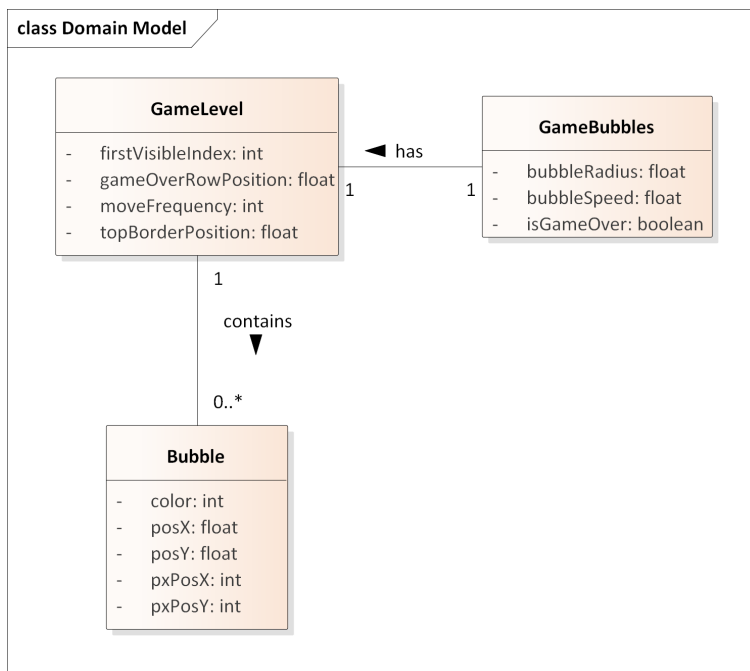 class Domain Model
GameLevel
- firstVisibleIndex: int
- gameOverRowPosition: float
- moveFrequency: int
- topBorderPosition: float
has
1
1
GameBubbles
- bubbleRadius: float
- bubbleSpeed: float
- isGameOver: boolean
1
contains
0..*
Bubble
- color: int
- posX: float
- posY: float
- pxPosX: int
- pxPosY: int